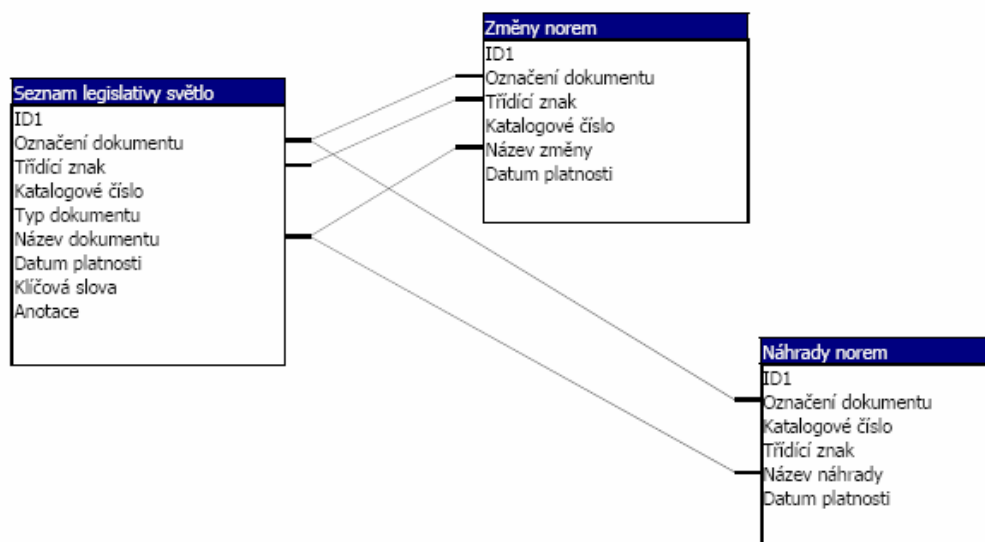 Změny norem
ID1
Označení dokumentu
Třídící znak
Katalogové číslo
Název změny
Datum platnosti
Seznam legislativy světlo
ID1
Označení dokumentu
Třídící znak
Katalogové číslo
Typ dokumentu
Název dokumentu
Datum platnosti
Klíčová slova
Anotace
Náhrady norem
ID1
Označení dokumentu
Katalogové číslo
Třídící znak
Název náhrady
Datum platnosti